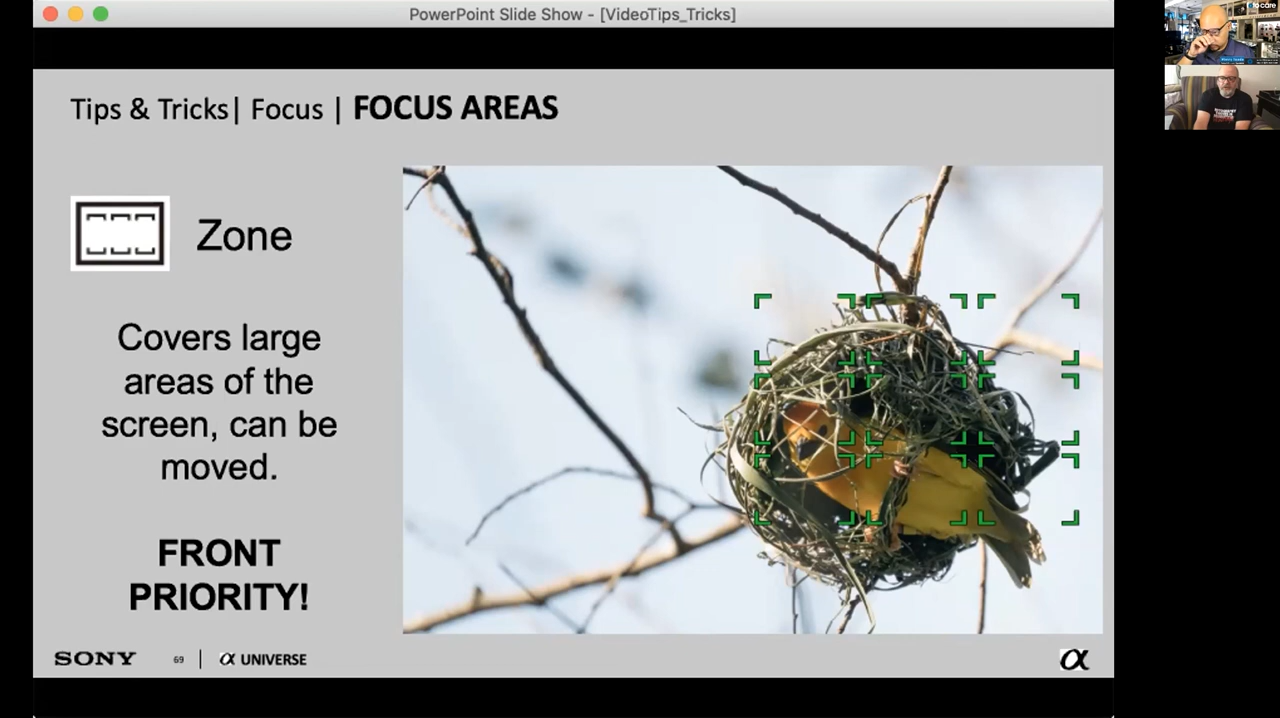 PowerPoint Slide Show - [VideoTips_Tricks]
Tips & Tricks| Focus | FOCUS AREAS
Zone
Covers large
areas of the
screen, can be
moved.
FRONT
PRIORITY!
SONY 69 | α UNIVERSE
α